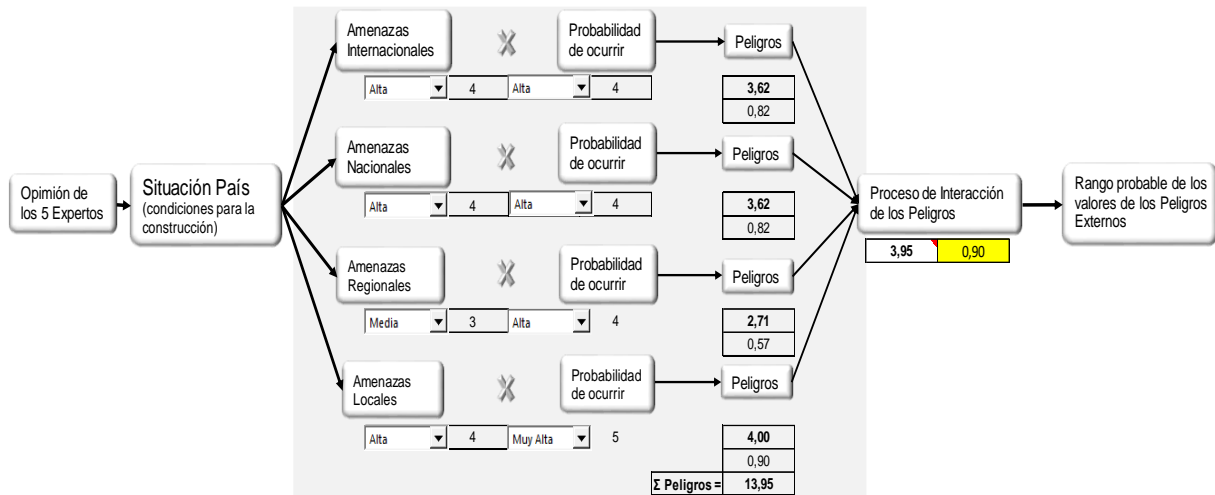 Opinión de
los 5 Expertos
Situación País
(condiciones para la
construcción)
Amenazas
Internacionales
X
Probabilidad
de ocurrir
Peligros
Alta
4
Alta
4
3,62
0,82
Amenazas
Nacionales
X
Probabilidad
de ocurrir
Peligros
Alta
4
Alta
4
3,62
0,82
Amenazas
Regionales
X
Probabilidad
de ocurrir
Peligros
Media
3
Alta
4
2,71
0,57
Amenazas
Locales
X
Probabilidad
de ocurrir
Peligros
Alta
4
Muy Alta
5
4,00
0,90
Σ Peligros =
13,95
Proceso de Interacción
de los Peligros
3,95
0,90
Rango probable de los
valores de los Peligros
Externos